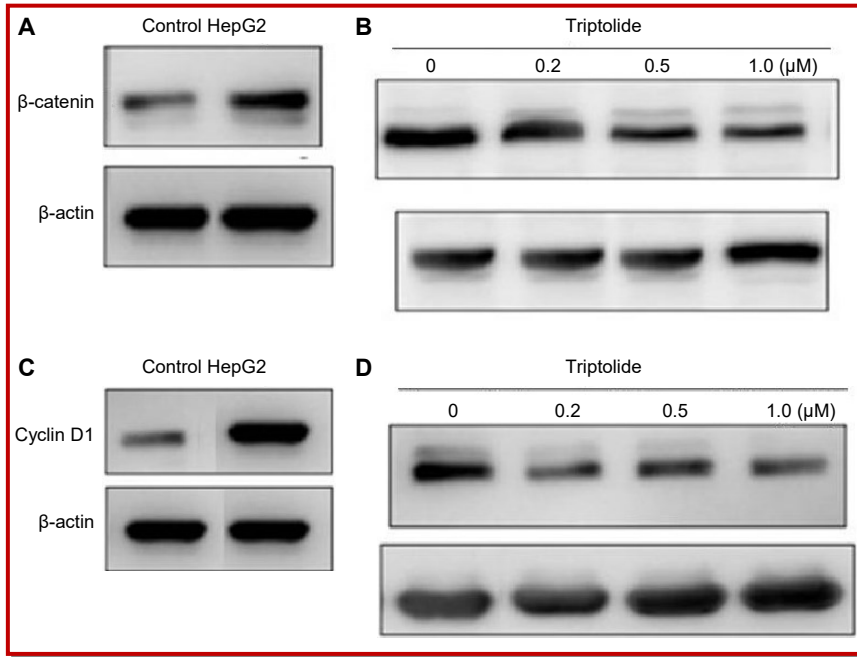 A
Control HepG2
β-catenin
β-actin
B
Triptolide
0 0.2 0.5 1.0 (μM)
C
Control HepG2
Cyclin D1
β-actin
D
Triptolide
0 0.2 0.5 1.0 (μM)